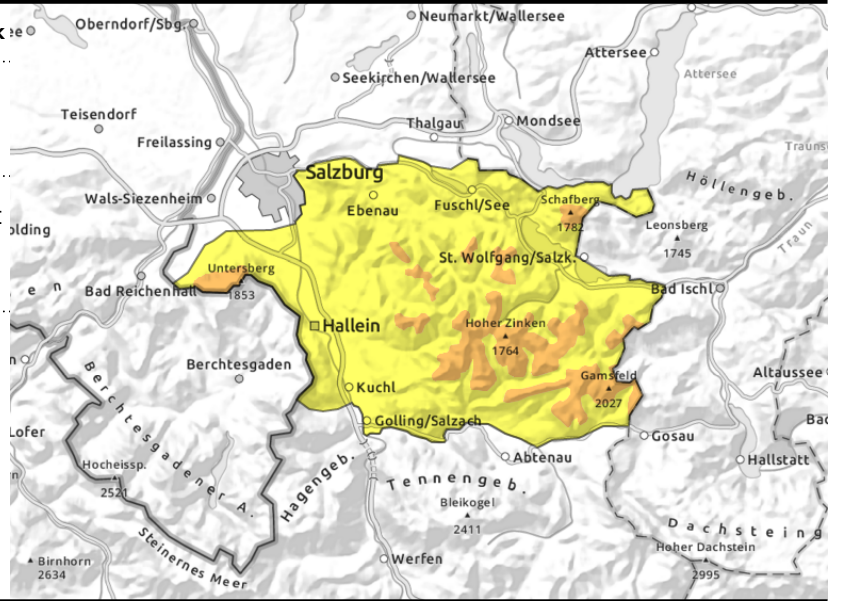 Neumarkt/Wallersee
Oberndorf/Sbg.
Attersee
Attersee
Seekirchen/Wallersee
Teisendorf
Thalgau
Mondsee
Freilassing
Salzburg
Höllengeb.
Wals-Siezenheim
Ebenau
Fuschl/See
Schafberg
1782
Leonsberg
1745
Traun
St. Wolfgang/Salzk.
Untersberg
1853
Bad Reichenhall
Bad Ischl
Hallein
Hoher Zinken
1764
Berchtesgaden
Gamsfeld
2027
Altaussee
Kuchl
Golling/Salzach
Gosau
Lofer
Berchtesgadener A.
Hocheissp.
2521
Hagengeb.
Tennengeb.
Abtenau
Hallstatt
Bleikogel
2411
Dachsteing
Steinernes Meer
Hoher Dachstein
2995
Birnhorn
2634
Werfen